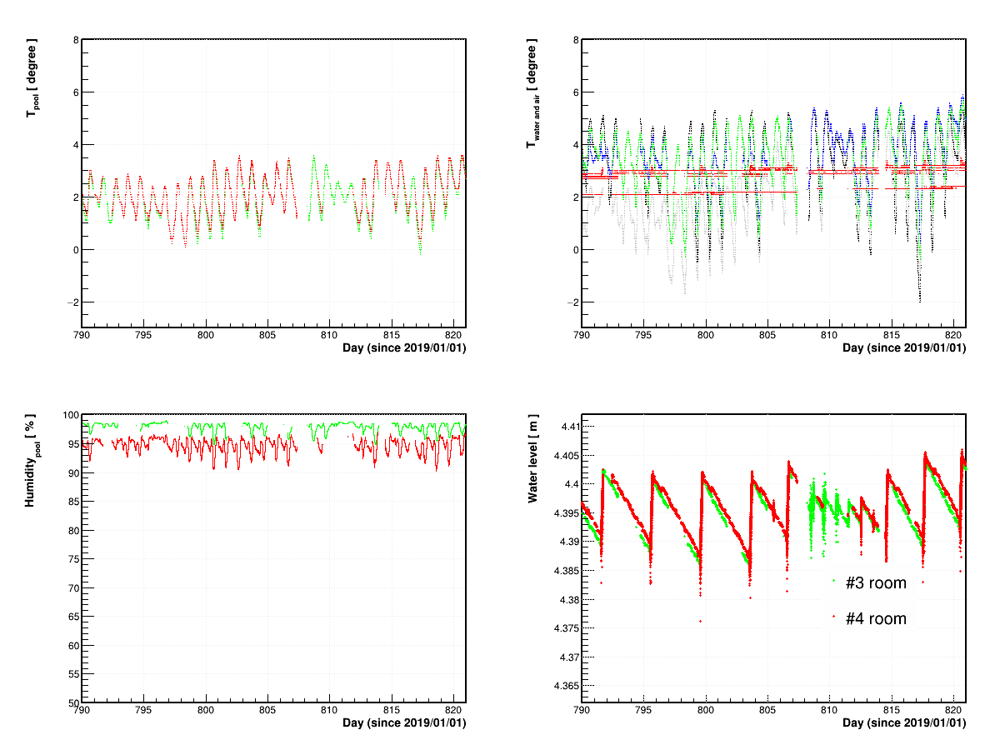 T pool [ degree ]
8
6
4
2
0
−2
790 795 800 805 810 815 820
Day (since 2019/01/01)
T water and air [ degree ]
8
6
4
2
0
−2
790 795 800 805 810 815 820
Day (since 2019/01/01)
Humidity pool [ % ]
100
95
90
85
80
75
70
65
60
55
50
790 795 800 805 810 815 820
Day (since 2019/01/01)
Water level [ m ]
4.41
4.405
4.4
4.395
4.39
4.385
4.38
4.375
4.37
4.365
#3 room
#4 room
790 795 800 805 810 815 820
Day (since 2019/01/01)